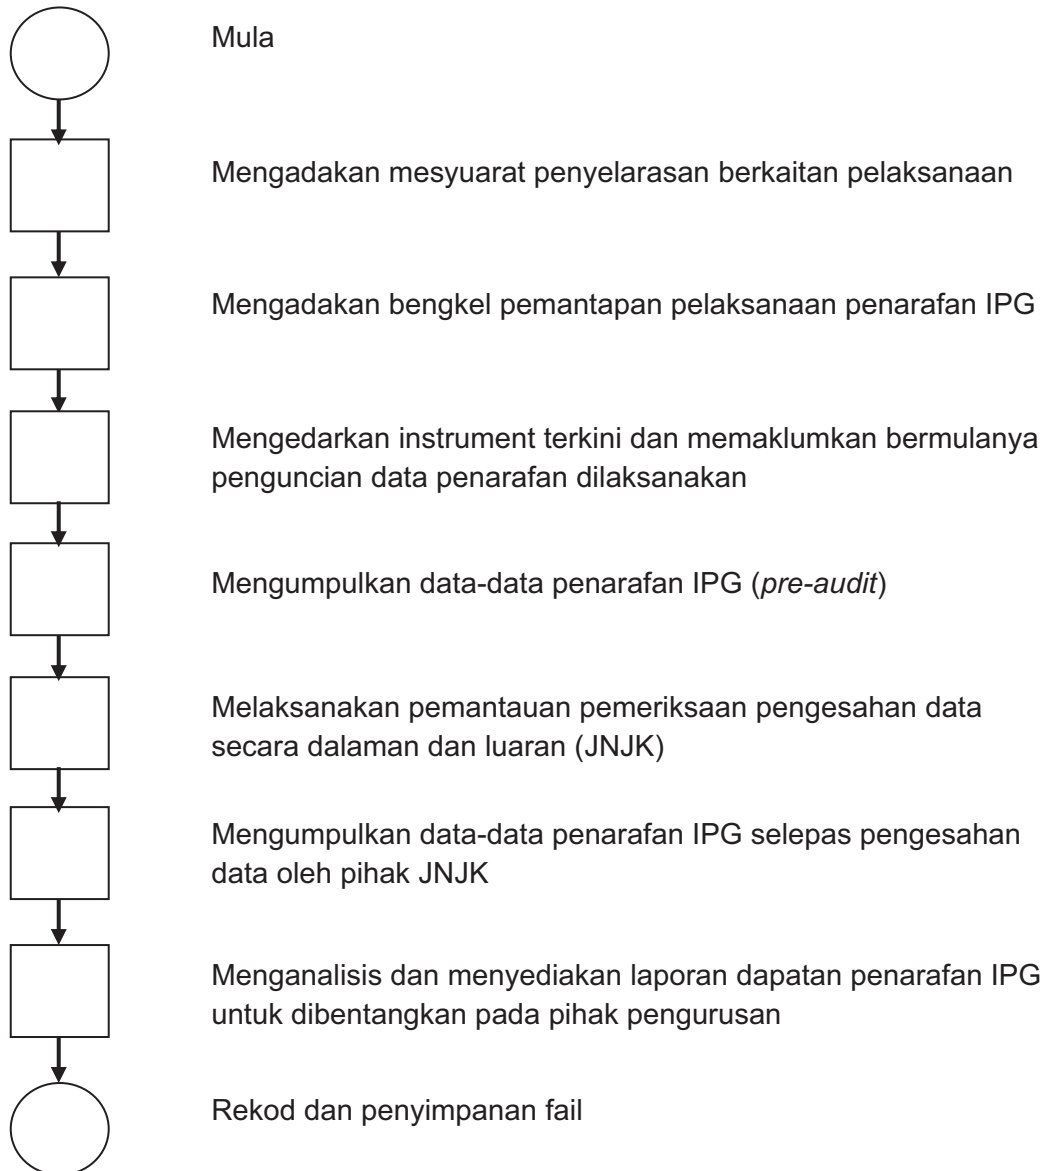 Mula
Mengadakan mesyuarat penyelarasan berkaitan pelaksanaan
Mengadakan bengkel pemantapan pelaksanaan penarafan IPG
Mengedarkan instrument terkini dan memaklumkan bermulanya
penguncian data penarafan dilaksanakan
Mengumpulkan data-data penarafan IPG (pre-audit)
Melaksanakan pemantauan pemeriksaan pengesahan data
secara dalaman dan luaran (JNJK)
Mengumpulkan data-data penarafan IPG selepas pengesahan
data oleh pihak JNJK
Menganalisis dan menyediakan laporan dapatan penarafan IPG
untuk dibentangkan pada pihak pengurusan
Rekod dan penyimpanan fail